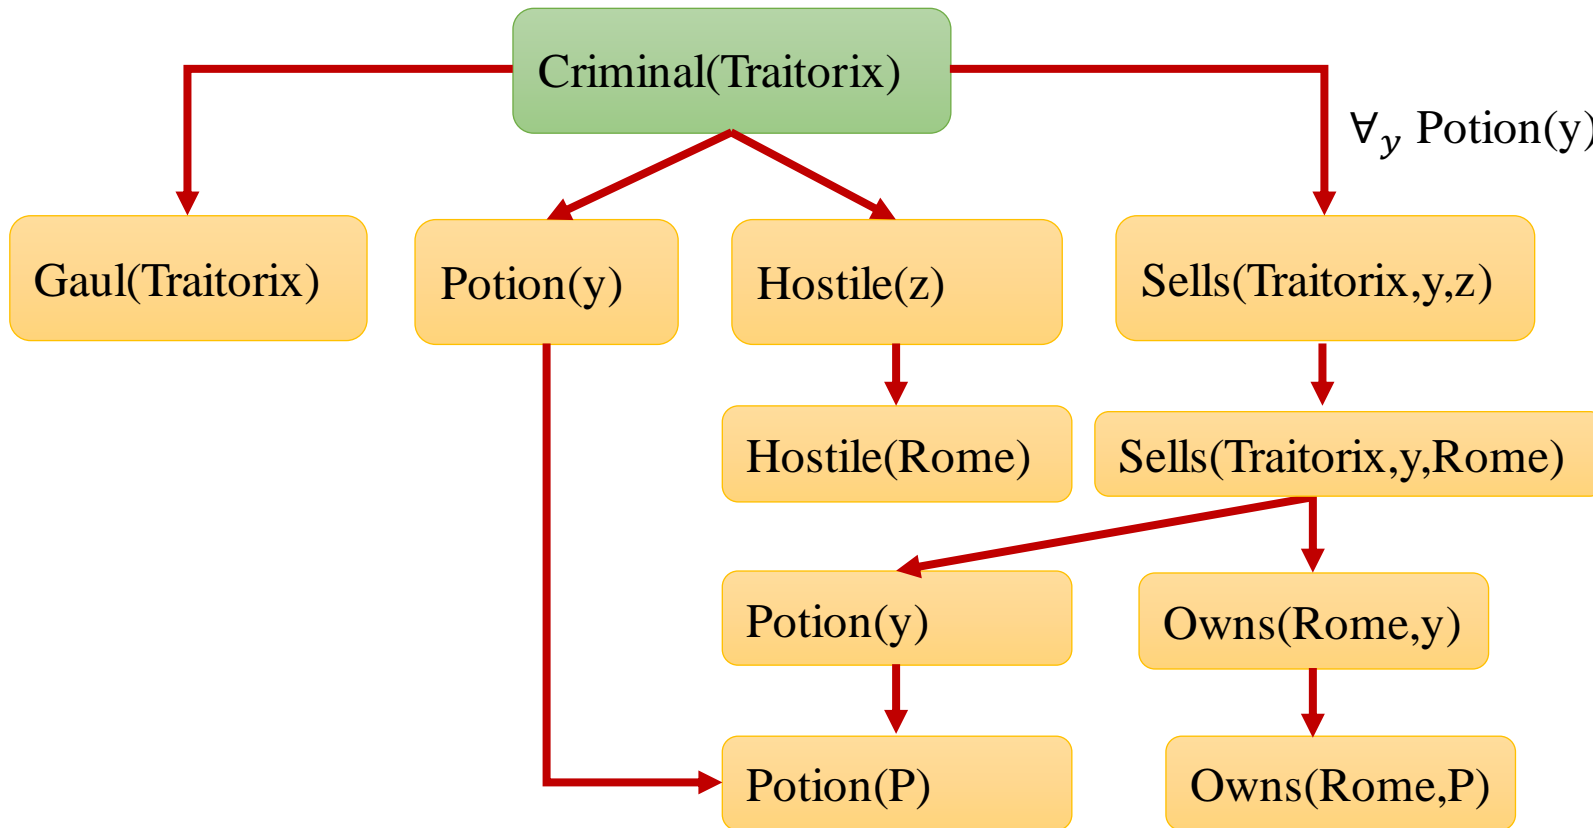 Criminal(Traitorix)
∀y Potion(y)
Gaul(Traitorix)
Potion(y)
Hostile(z)
Sells(Traitorix,y,z)
Hostile(Rome)
Sells(Traitorix,y,Rome)
Potion(y)
Owns(Rome,y)
Potion(P)
Owns(Rome,P)